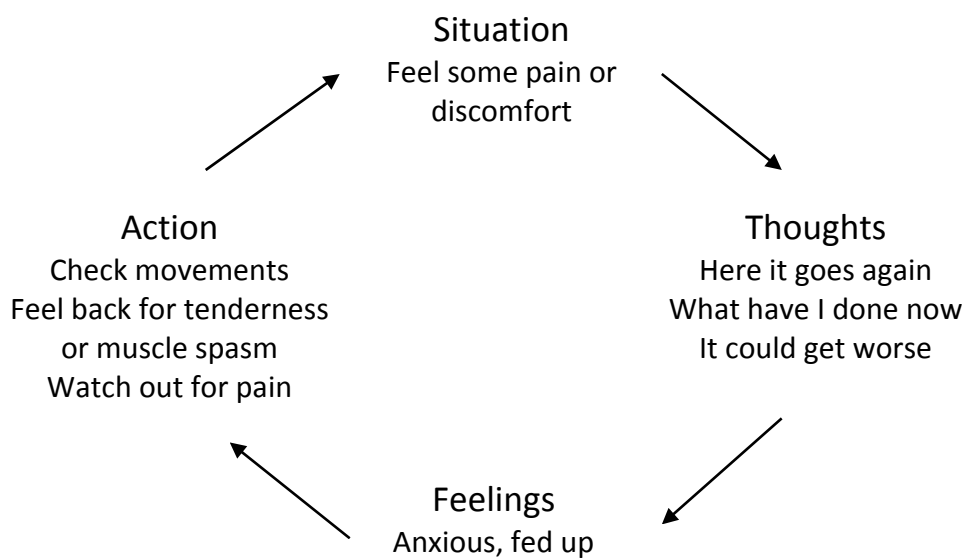 Situation
Feel some pain or
discomfort
Thoughts
Here it goes again
What have I done now
It could get worse
Feelings
Anxious, fed up
Action
Check movements
Feel back for tenderness
or muscle spasm
Watch out for pain